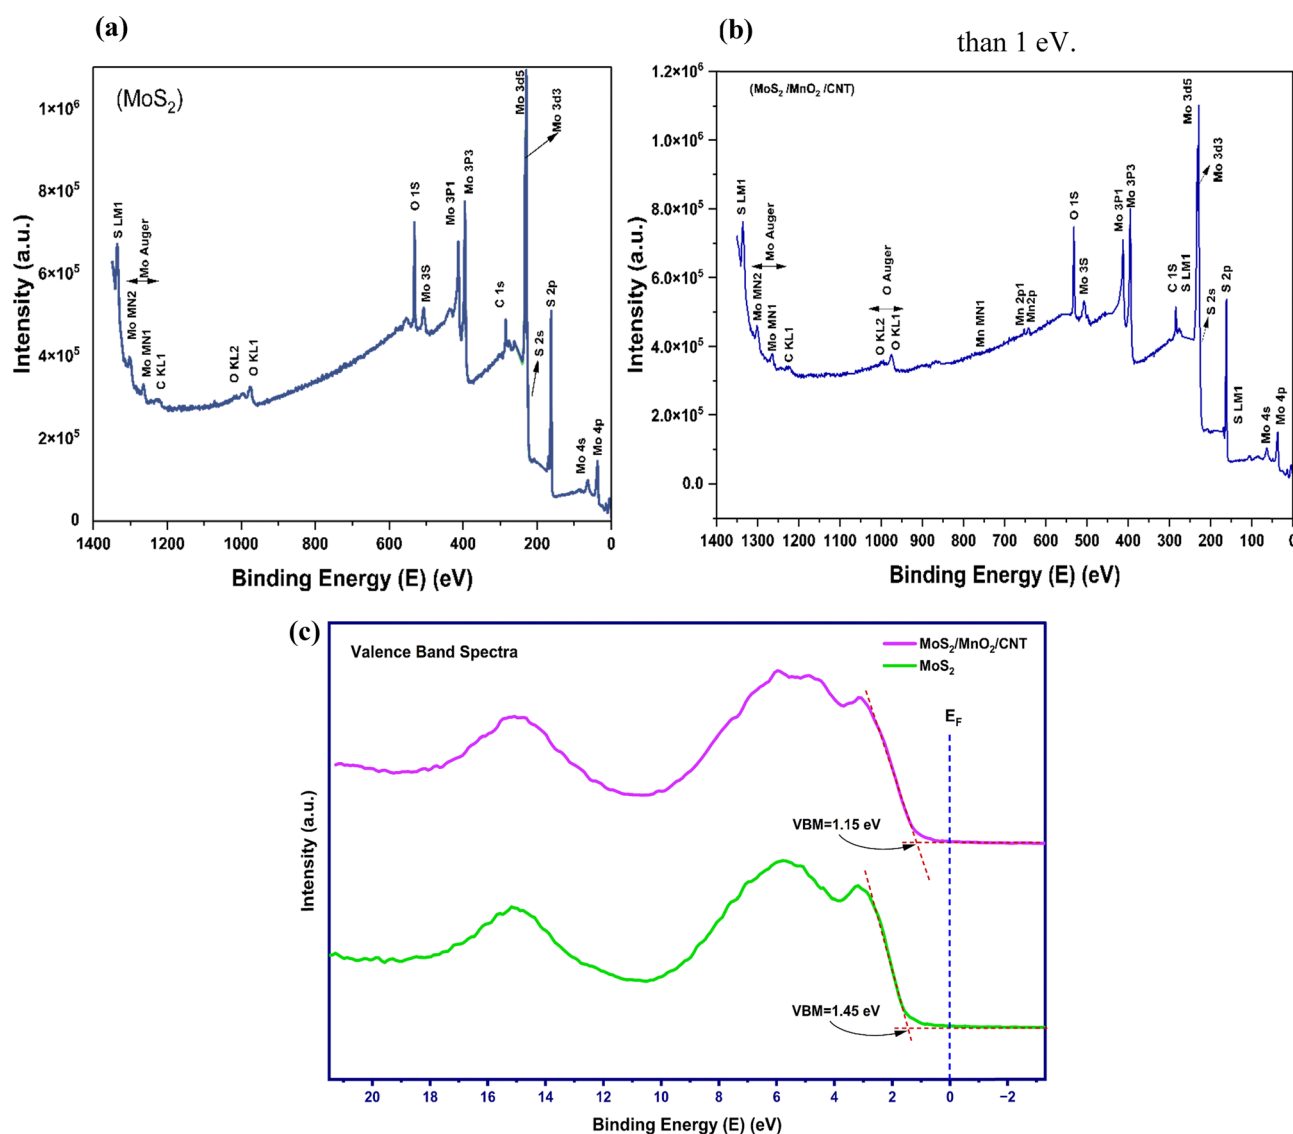 (a)
(MoS₂)
Intensity (a.u.)
1×10⁶
8×10⁵
6×10⁵
4×10⁵
2×10⁵
0
S LM1
Mo MN2
Mo Auger
Mo MN1
C KL1
O KL2
O KL1
O 1S
Mo 3S
Mo 3P1
Mo 3P3
C 1s
Mo 3d5
Mo 3d3
S 2s
S 2p
Mo 4s
Mo 4p
1400 1200 1000 800 600 400 200 0
Binding Energy (E) (eV)
(b)
than 1 eV.
(MoS₂ /MnO₂ /CNT)
Intensity (a.u.)
1.2×10⁶
1.0×10⁶
8.0×10⁵
6.0×10⁵
4.0×10⁵
2.0×10⁵
0.0
S LM1
Mo MN2
Mo Auger
Mo MN1
C KL1
O KL2
O Auger
O KL1
Mn MN1
Mn 2p1
Mn2p
O 1S
Mo 3S
Mo 3P1
Mo 3P3
C 1S
S LM1
Mo 3d5
Mo 3d3
S 2s
S 2p
S LM1
Mo 4s
Mo 4p
1400 1300 1200 1100 1000 900 800 700 600 500 400 300 200 100 0
Binding Energy (E) (eV)
(c)
Valence Band Spectra
MoS₂/MnO₂/CNT
MoS₂
E_F
VBM=1.15 eV
VBM=1.45 eV
Intensity (a.u.)
20 18 16 14 12 10 8 6 4 2 0 −2
Binding Energy (E) (eV)